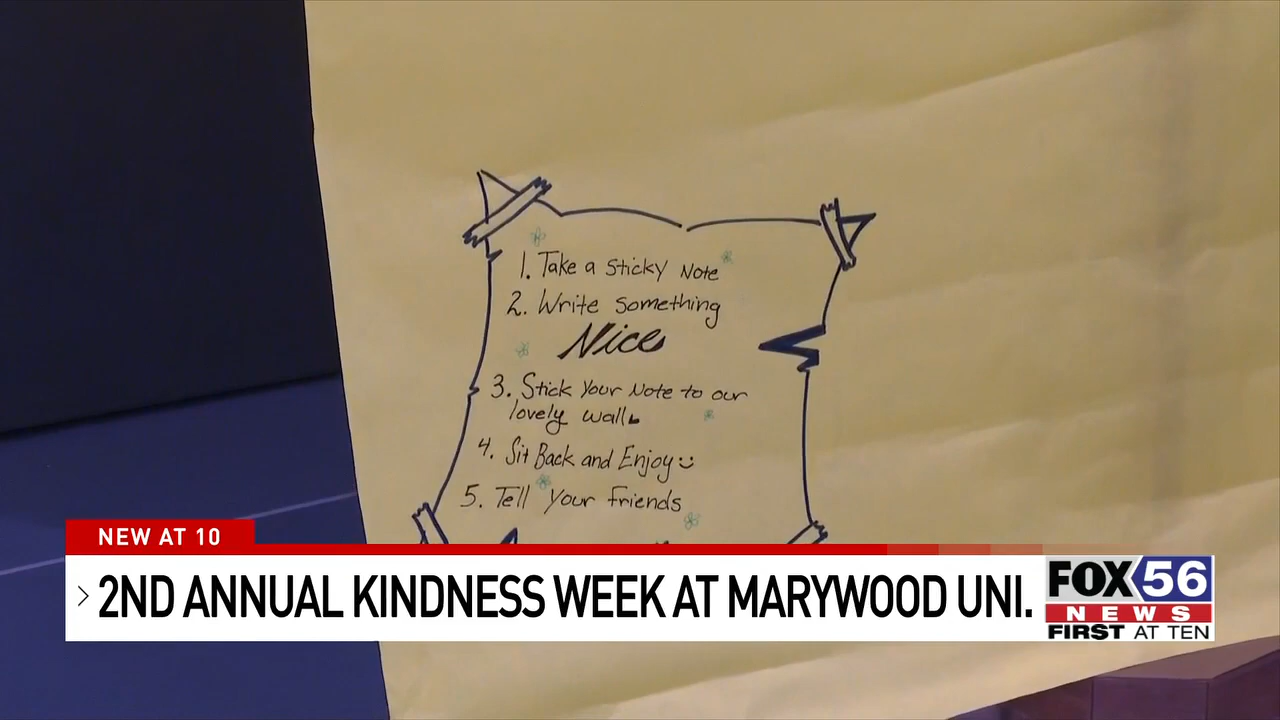 1. Take a Sticky Note
2. Write something
Nice
3. Stick Your Note to our
lovely wall
4. Sit Back and Enjoy
5. Tell Your friends
NEW AT 10
2ND ANNUAL KINDNESS WEEK AT MARYWOOD UNI.
FOX 56
NEWS
FIRST AT TEN